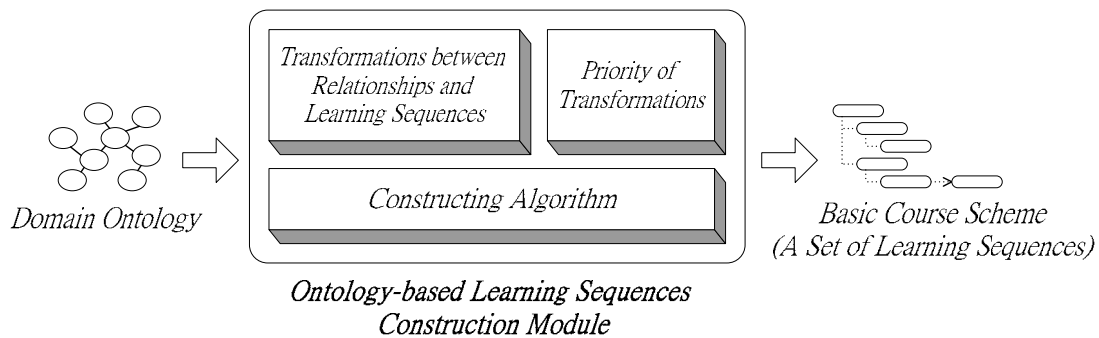 Transformations between
Relationships and
Learning Sequences
Priority of
Transformations
Constructing Algorithm
Domain Ontology
Basic Course Scheme
(A Set of Learning Sequences)
Ontology-based Learning Sequences
Construction Module